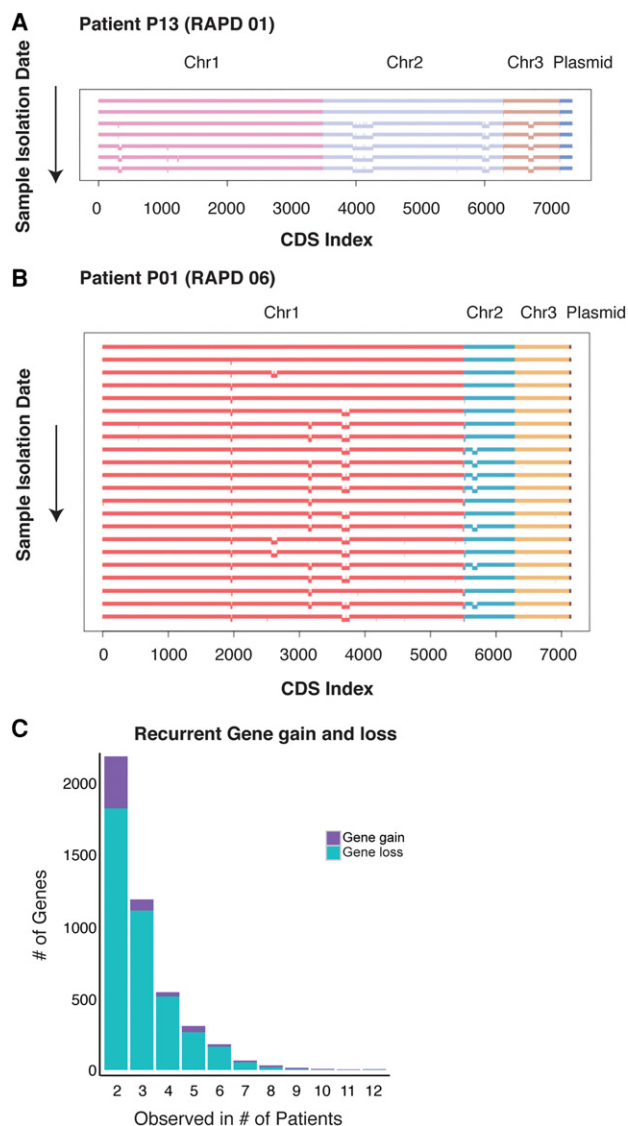 A Patient P13 (RAPD 01)
Chr1 Chr2 Chr3 Plasmid
Sample Isolation Date
0 1000 2000 3000 4000 5000 6000 7000
CDS Index
B Patient P01 (RAPD 06)
Chr1 Chr2 Chr3 Plasmid
Sample Isolation Date
0 1000 2000 3000 4000 5000 6000 7000
CDS Index
C Recurrent Gene gain and loss
# of Genes
2000
1500
1000
500
0
Gene gain
Gene loss
2 3 4 5 6 7 8 9 10 11 12
Observed in # of Patients